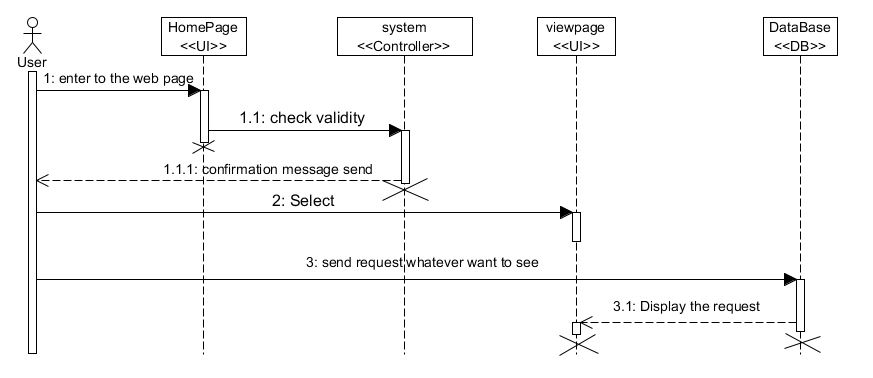 HomePage
<<UI>>
system
<<Controller>>
viewpage
<<UI>>
DataBase
<<DB>>
User
1: enter to the web page
1.1: check validity
1.1.1: confirmation message send
2: Select
3: send request whatever want to see
3.1: Display the request